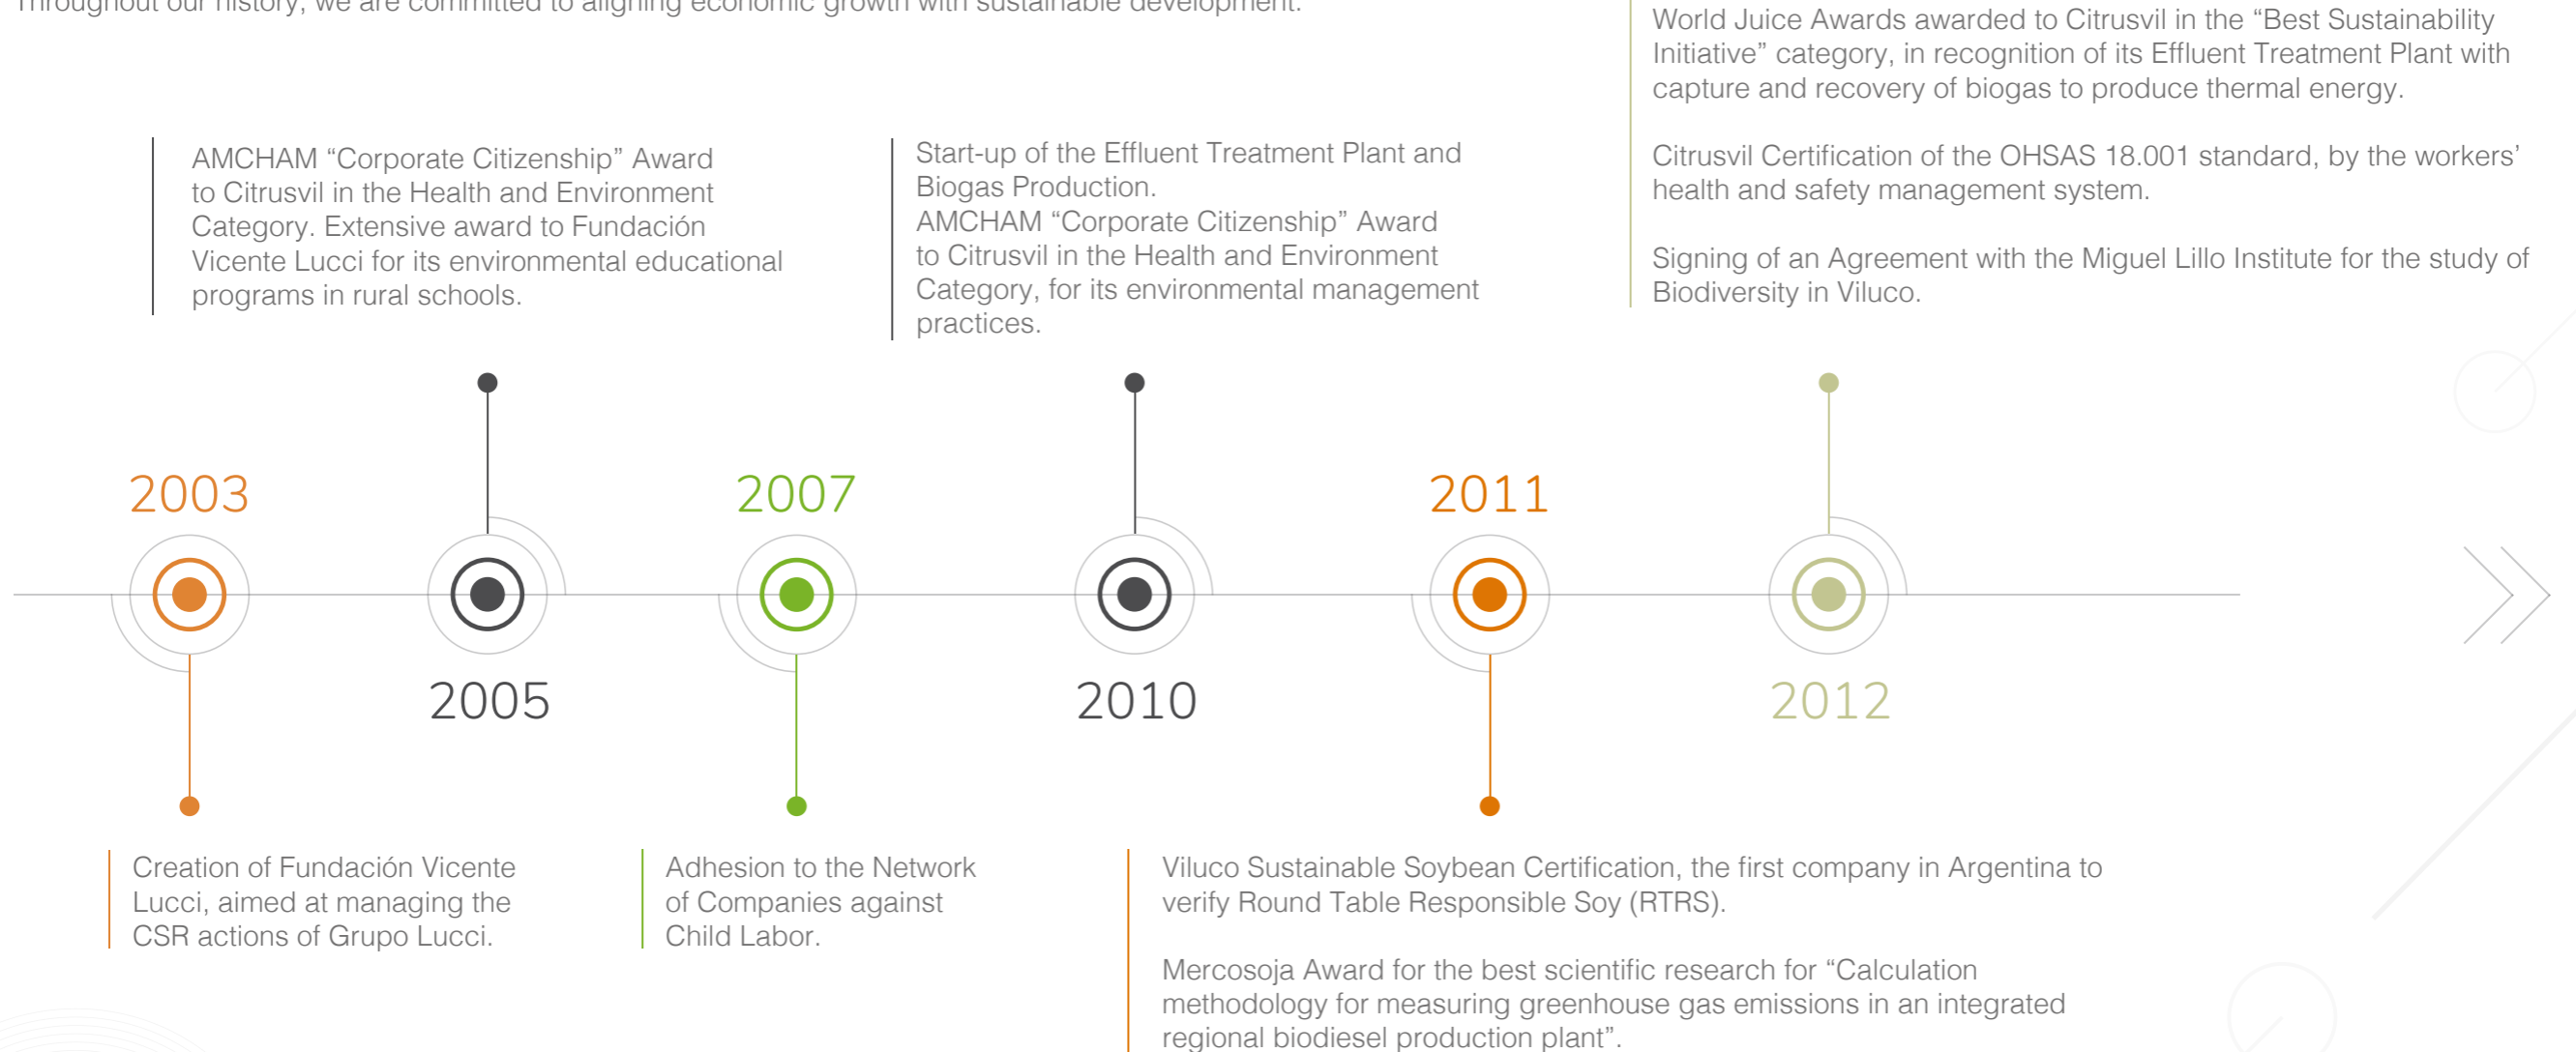 Throughout our history, we are committed to aligning economic growth with sustainable development.
World Juice Awards awarded to Citrusvil in the “Best Sustainability
Initiative” category, in recognition of its Effluent Treatment Plant with
capture and recovery of biogas to produce thermal energy.
Citrusvil Certification of the OHSAS 18.001 standard, by the workers’
health and safety management system.
Signing of an Agreement with the Miguel Lillo Institute for the study of
Biodiversity in Viluco.
AMCHAM “Corporate Citizenship” Award
to Citrusvil in the Health and Environment
Category. Extensive award to Fundación
Vicente Lucci for its environmental educational
programs in rural schools.
Start-up of the Effluent Treatment Plant and
Biogas Production.
AMCHAM “Corporate Citizenship” Award
to Citrusvil in the Health and Environment
Category, for its environmental management
practices.
2003
2007
2011
2005
2010
2012
Creation of Fundación Vicente
Lucci, aimed at managing the
CSR actions of Grupo Lucci.
Adhesion to the Network
of Companies against
Child Labor.
Viluco Sustainable Soybean Certification, the first company in Argentina to
verify Round Table Responsible Soy (RTRS).
Mercosoja Award for the best scientific research for “Calculation
methodology for measuring greenhouse gas emissions in an integrated
regional biodiesel production plant”.